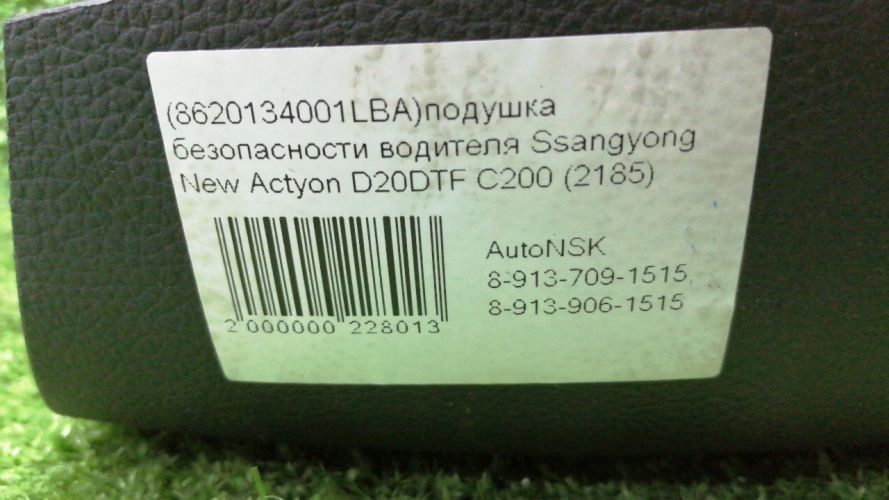 (8620134001LBA)подушка
безопасности водителя Ssangyong
New Actyon D20DTF C200 (2185)
AutoNSK
8-913-709-1515
8-913-906-1515
2 000000 228013